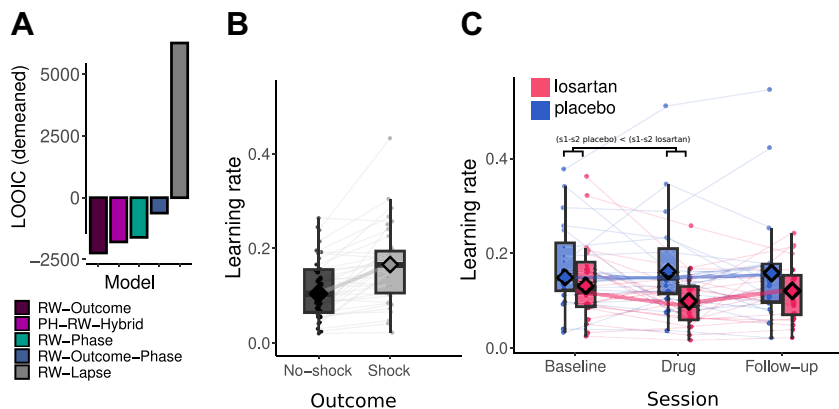 A
LOOIC (demeaned)
5000
2500
0
−2500
Model
RW−Outcome
PH−RW−Hybrid
RW−Phase
RW−Outcome−Phase
RW−Lapse
B
Learning rate
0.4
0.2
0.0
No−shock
Shock
Outcome
C
Learning rate
0.4
0.2
0.0
losartan
placebo
(s1-s2 placebo) < (s1-s2 losartan)
Baseline
Drug
Follow−up
Session